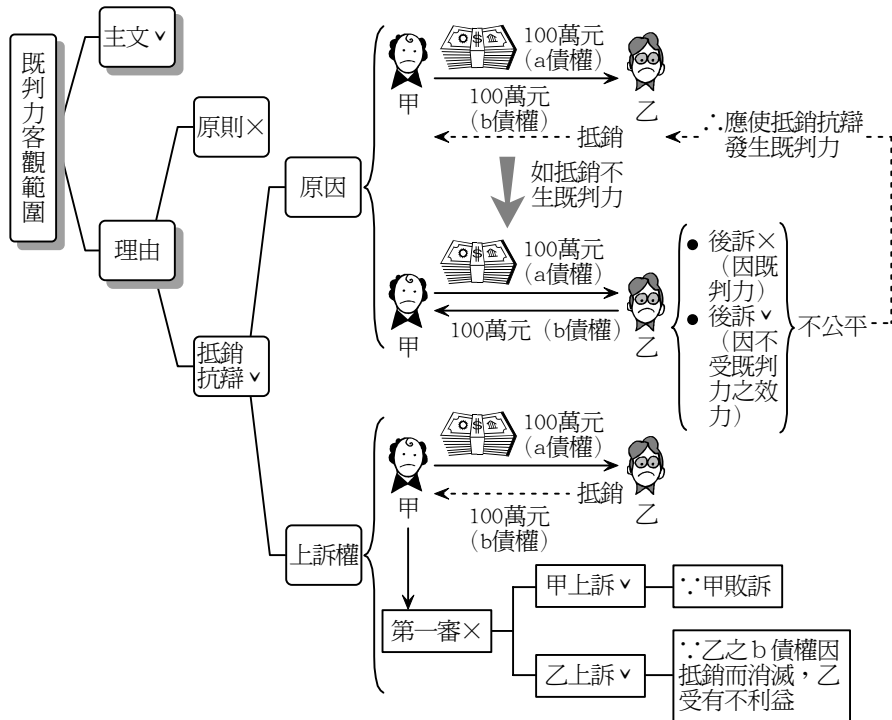 既判力客觀範圍
主文ˇ
理由
原則×
抵銷
抗辯ˇ
原因
100萬元
(a債權)
甲
乙
100萬元
(b債權)
抵銷
∴應使抵銷抗辯
發生既判力
如抵銷不
生既判力
100萬元
(a債權)
100萬元(b債權)
甲
乙
● 後訴×
(因既
判力)
● 後訴ˇ
(因不
受既判
力之效
力)
不公平
上訴權
100萬元
(a債權)
甲
乙
抵銷
100萬元
(b債權)
第一審×
甲上訴ˇ
∵甲敗訴
乙上訴ˇ
∵乙之b債權因
抵銷而消滅,乙
受有不利益